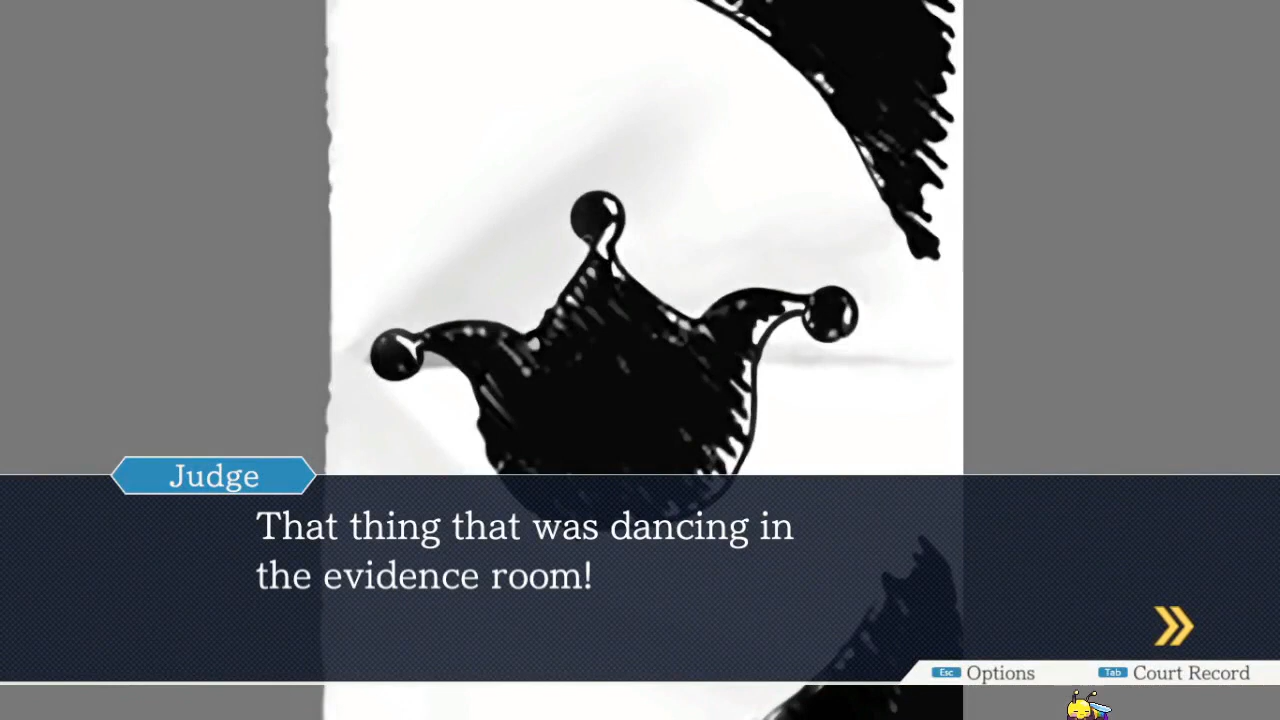 Judge
That thing that was dancing in
the evidence room!
Esc Options Tab Court Record